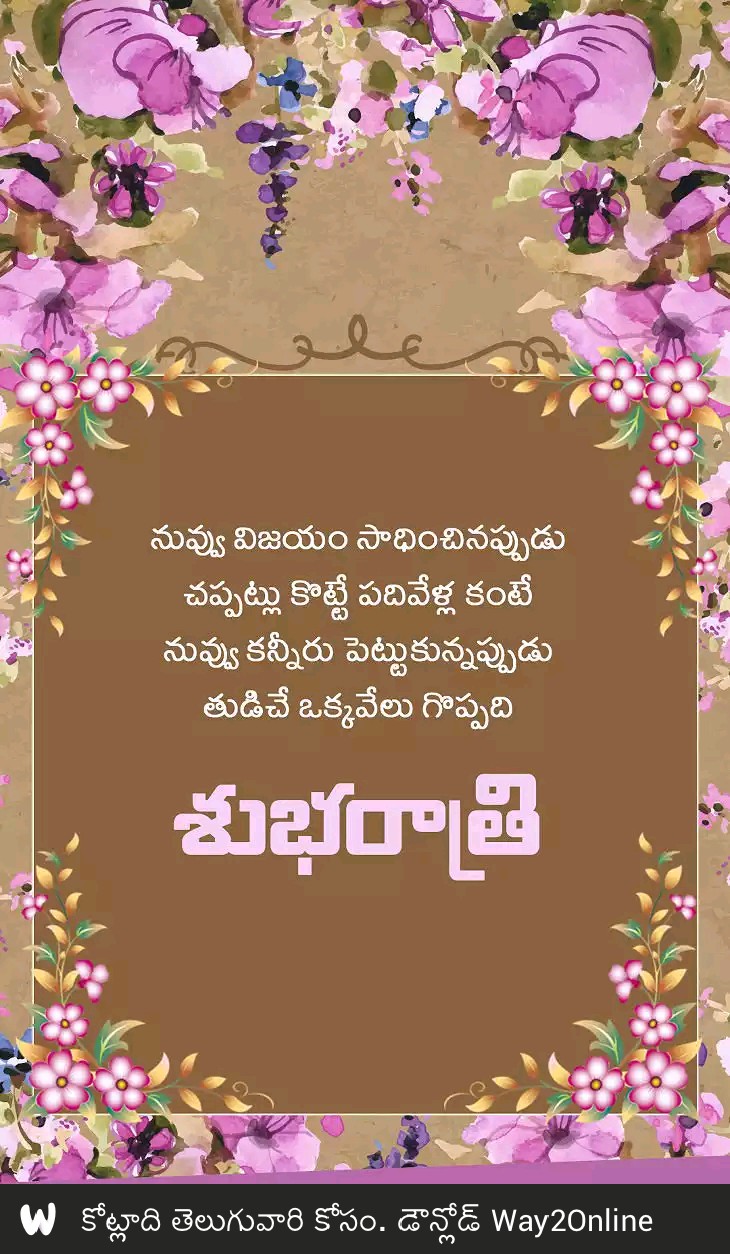 నువ్వు విజయం సాధించినప్పుడు
చప్పట్లు కొట్టే పదివేళ్ల కంటే
నువ్వు కన్నీరు పెట్టుకున్నప్పుడు
తుడిచే ఒక్కవేలు గొప్పది
శుభరాత్రి
కోట్లాది తెలుగువారి కోసం. డౌన్లోడ్ Way2Online